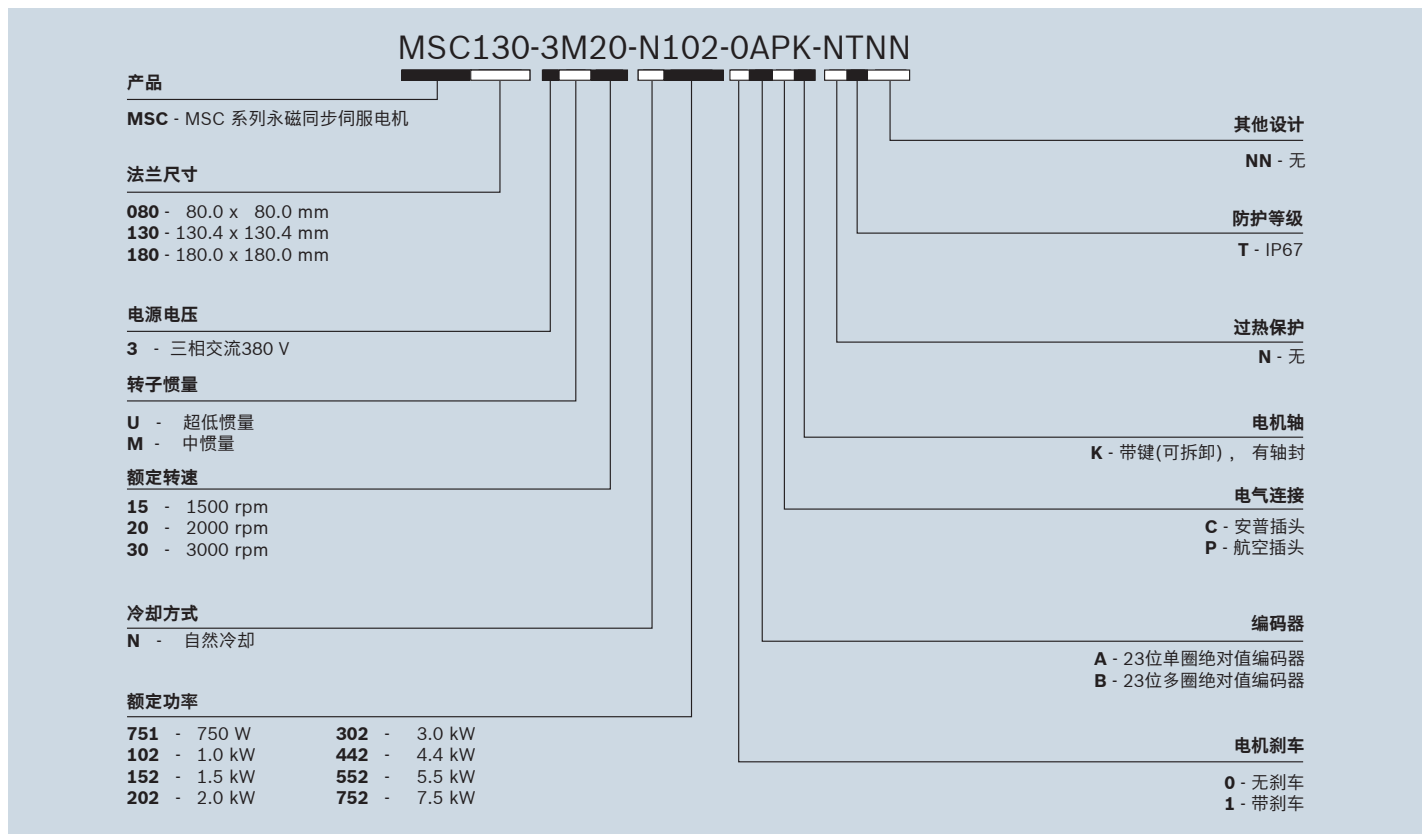 MSC130-3M20-N102-0APK-NTNN
产品
MSC - MSC 系列永磁同步伺服电机
法兰尺寸
080 - 80.0 x 80.0 mm
130 - 130.4 x 130.4 mm
180 - 180.0 x 180.0 mm
电源电压
3 - 三相交流380 V
转子惯量
U - 超低惯量
M - 中惯量
额定转速
15 - 1500 rpm
20 - 2000 rpm
30 - 3000 rpm
冷却方式
N - 自然冷却
额定功率
751 - 750 W 302 - 3.0 kW
102 - 1.0 kW 442 - 4.4 kW
152 - 1.5 kW 552 - 5.5 kW
202 - 2.0 kW 752 - 7.5 kW
其他设计
NN - 无
防护等级
T - IP67
过热保护
N - 无
电机轴
K - 带键(可拆卸) ， 有轴封
电气连接
C - 安普插头
P - 航空插头
编码器
A - 23位单圈绝对值编码器
B - 23位多圈绝对值编码器
电机刹车
0 - 无刹车
1 - 带刹车